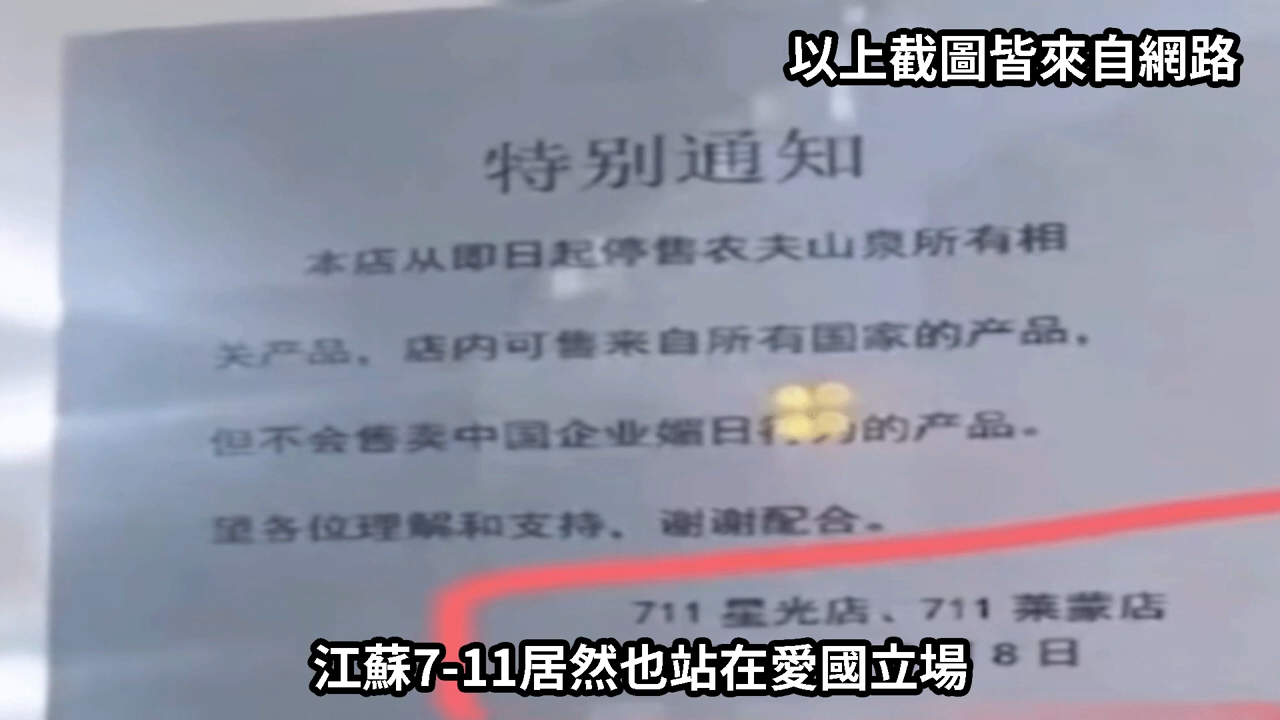 以上截圖皆來自網路
特别通知
本店从即日起停售农夫山泉所有相
关产品，店内可售来自所有国家的产品，
但不会售卖中国企业媚日行为的产品。
望各位理解和支持，谢谢配合。
711 星光店、711 莱蒙店
8日
江蘇7-11居然也站在愛國立場